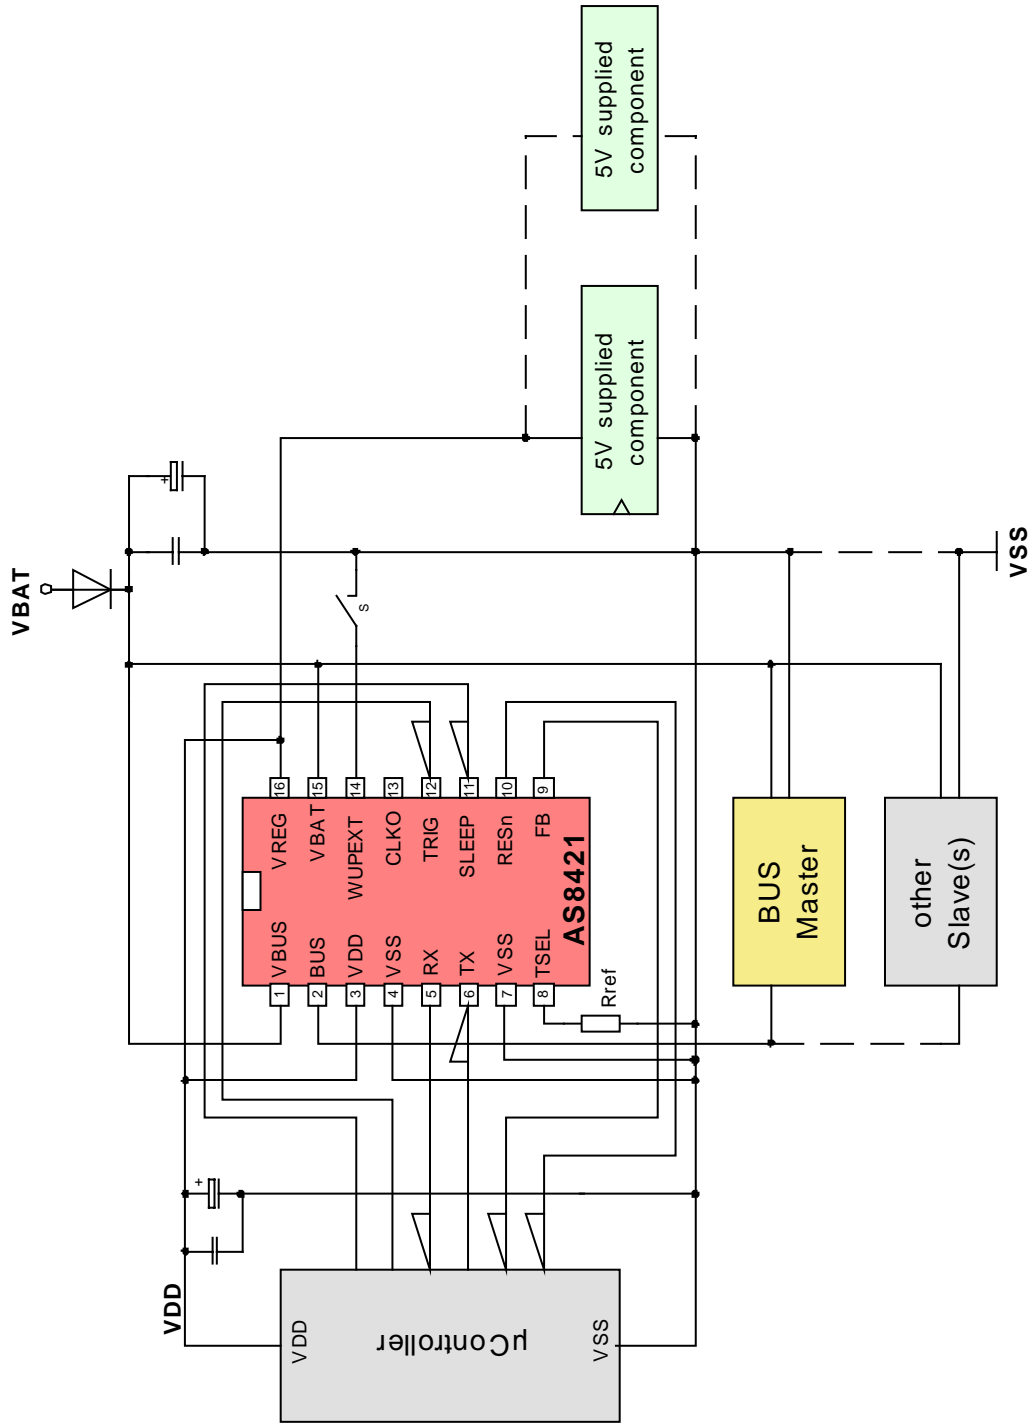 VBAT
VDD
VSS
+
+
S
µController
VDD
VSS
AS8421
1
VBUS
2
BUS
3
VDD
4
VSS
5
RX
6
TX
7
VSS
8
TSEL
16
VREG
15
VBAT
14
WUPEXT
13
CLKO
12
TRIG
11
SLEEP
10
RESn
9
FB
Rref
BUS
Master
other
Slave(s)
5V supplied
component
5V supplied
component